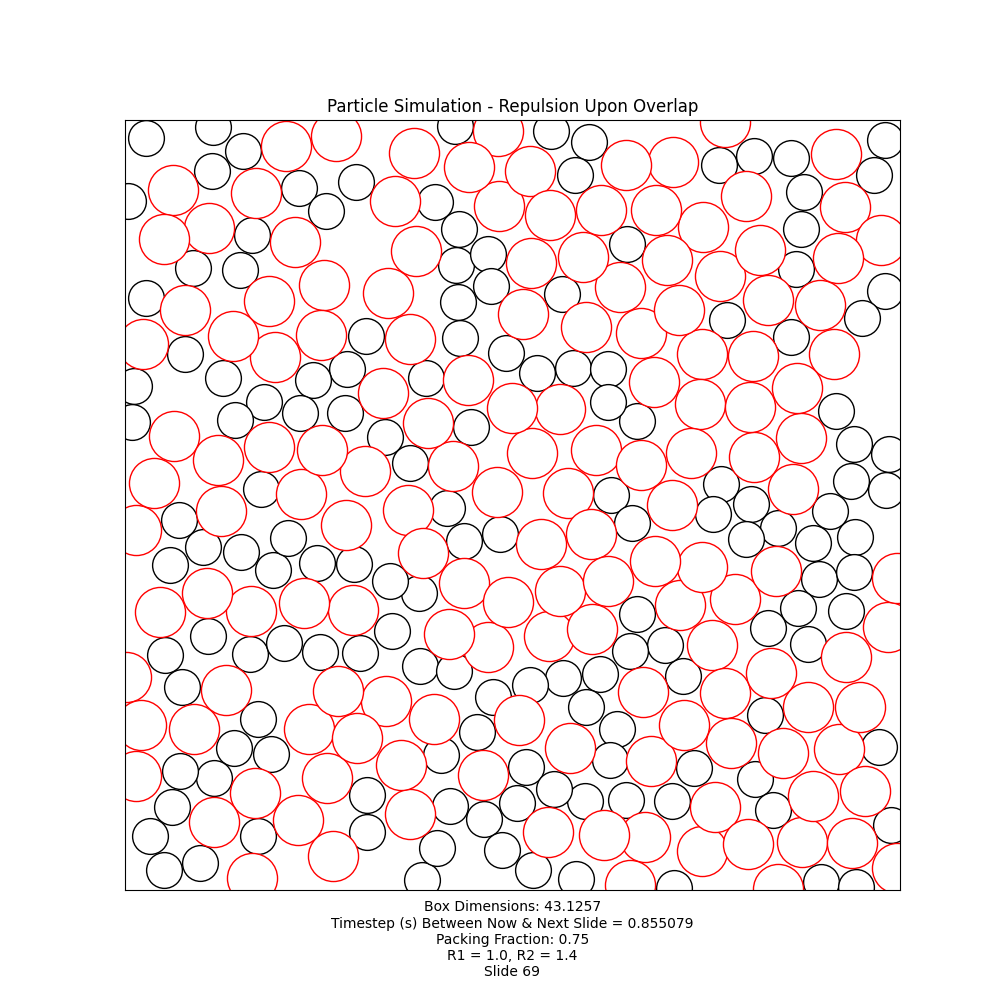 Particle Simulation - Repulsion Upon Overlap
Box Dimensions: 43.1257
Timestep (s) Between Now & Next Slide = 0.855079
Packing Fraction: 0.75
R1 = 1.0, R2 = 1.4
Slide 69